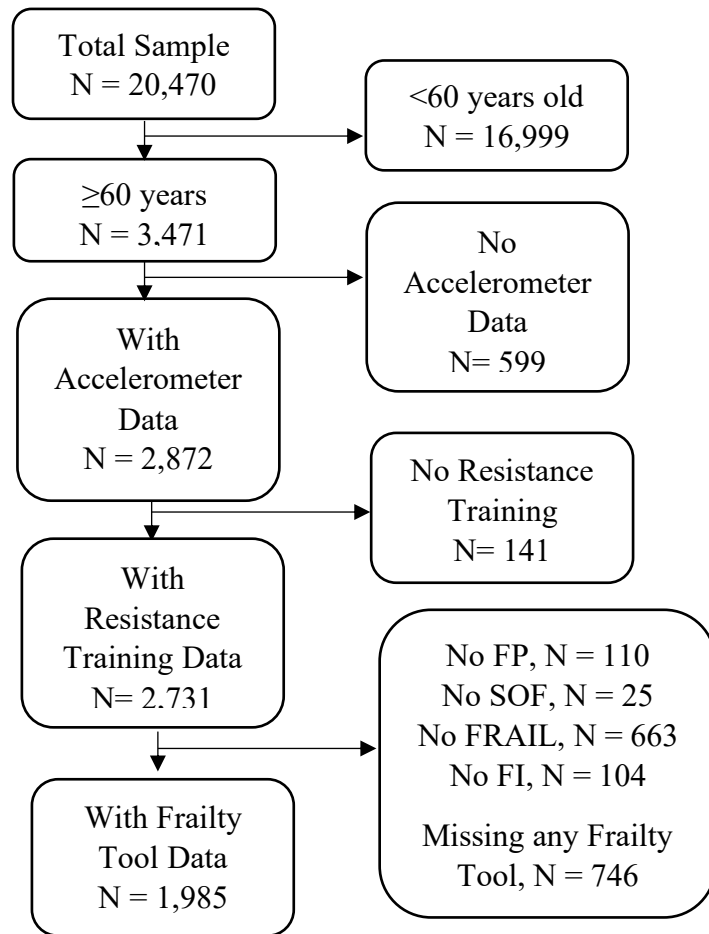 Total Sample
N = 20,470
<60 years old
N = 16,999
≥60 years
N = 3,471
No
Accelerometer
Data
N= 599
With
Accelerometer
Data
N = 2,872
No Resistance
Training
N= 141
With
Resistance
Training Data
N= 2,731
No FP, N = 110
No SOF, N = 25
No FRAIL, N = 663
No FI, N = 104
Missing any Frailty
Tool, N = 746
With Frailty
Tool Data
N = 1,985